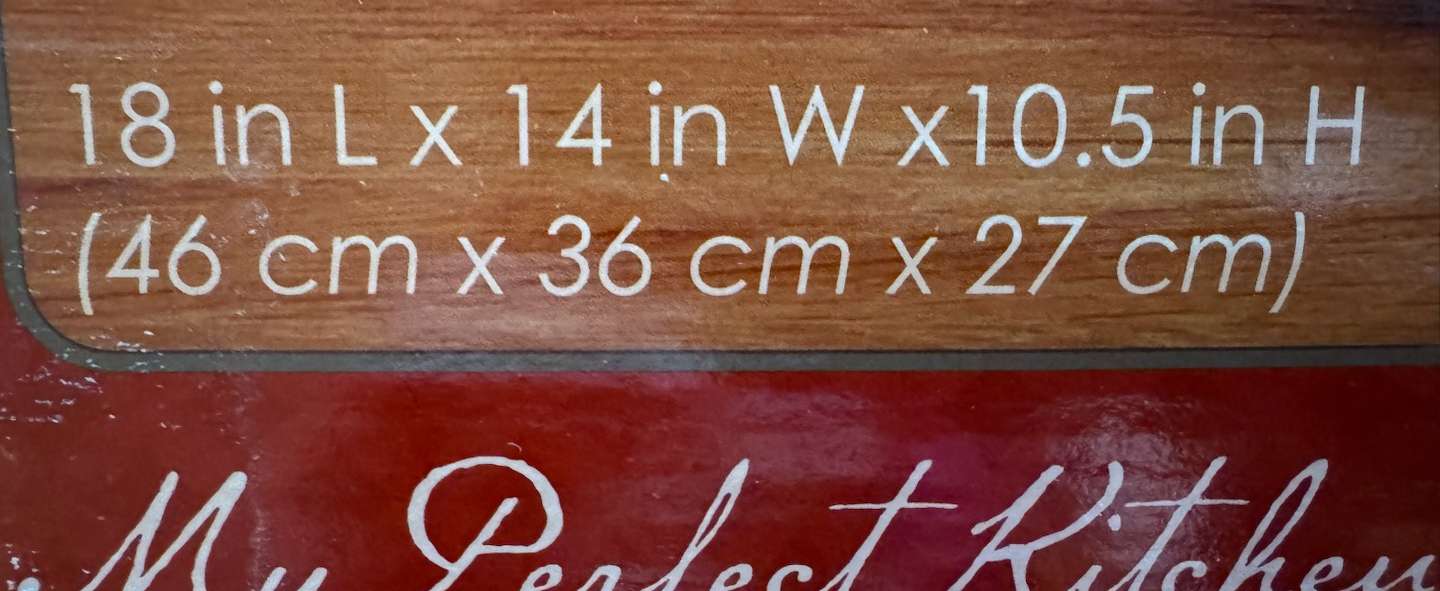 18 in L x 14 in W x10.5 in H
(46 cm x 36 cm x 27 cm)
My Perfect Kitchen